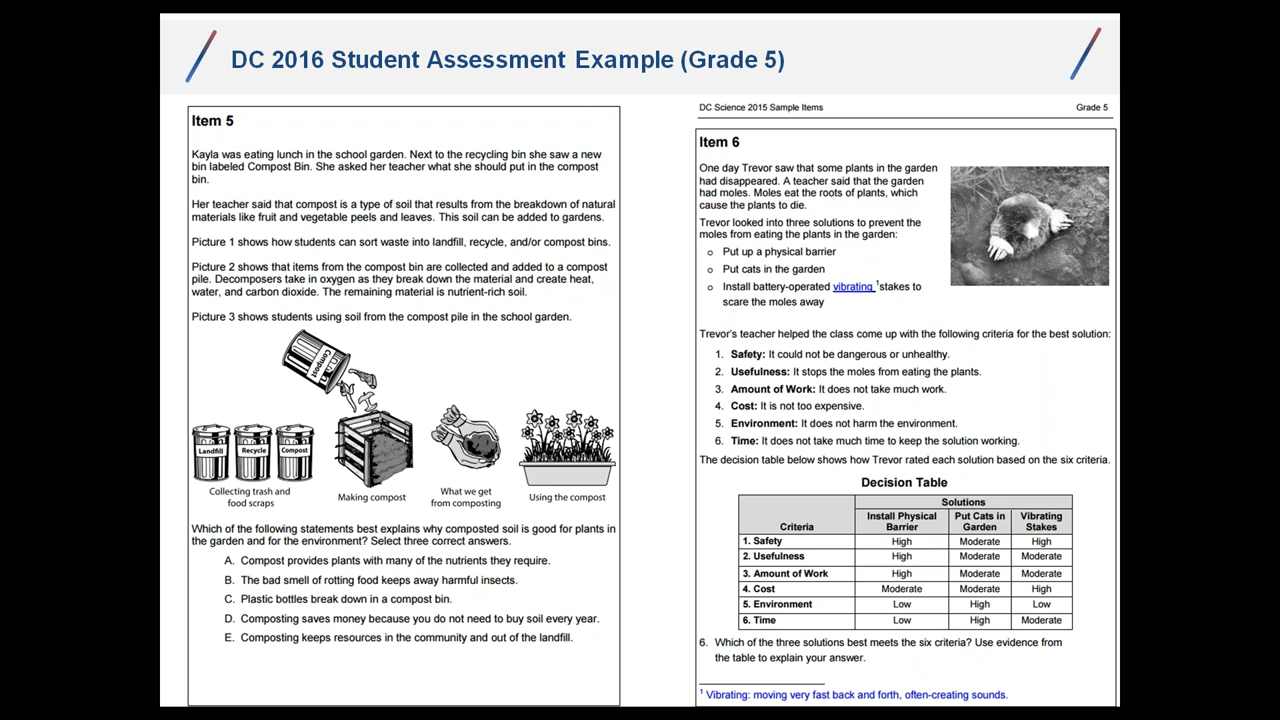 DC 2016 Student Assessment Example (Grade 5)
Item 5
Kayla was eating lunch in the school garden. Next to the recycling bin she saw a new
bin labeled Compost Bin. She asked her teacher what she should put in the compost
bin.
Her teacher said that compost is a type of soil that results from the breakdown of natural
materials like fruit and vegetable peels and leaves. This soil can be added to gardens.
Picture 1 shows how students can sort waste into landfill, recycle, and/or compost bins.
Picture 2 shows that items from the compost bin are collected and added to a compost
pile. Decomposers take in oxygen as they break down the material and create heat,
water, and carbon dioxide. The remaining material is nutrient-rich soil.
Picture 3 shows students using soil from the compost pile in the school garden.
Compost
Landfill
Recycle
Compost
Collecting trash and
food scraps
Making compost
What we get
from composting
Using the compost
Which of the following statements best explains why composted soil is good for plants in
the garden and for the environment? Select three correct answers.
A. Compost provides plants with many of the nutrients they require.
B. The bad smell of rotting food keeps away harmful insects.
C. Plastic bottles break down in a compost bin.
D. Composting saves money because you do not need to buy soil every year.
E. Composting keeps resources in the community and out of the landfill.
DC Science 2015 Sample Items Grade 5
Item 6
One day Trevor saw that some plants in the garden
had disappeared. A teacher said that the garden
had moles. Moles eat the roots of plants, which
cause the plants to die.
Trevor looked into three solutions to prevent the
moles from eating the plants in the garden:
o Put up a physical barrier
o Put cats in the garden
o Install battery-operated vibrating ¹stakes to
scare the moles away
Trevor's teacher helped the class come up with the following criteria for the best solution:
1. Safety: It could not be dangerous or unhealthy.
2. Usefulness: It stops the moles from eating the plants.
3. Amount of Work: It does not take much work.
4. Cost: It is not too expensive.
5. Environment: It does not harm the environment.
6. Time: It does not take much time to keep the solution working.
The decision table below shows how Trevor rated each solution based on the six criteria.
Decision Table
Solutions
Criteria Install Physical Barrier Put Cats in Garden Vibrating Stakes
1. Safety High Moderate High
2. Usefulness High Moderate Moderate
3. Amount of Work High Moderate Moderate
4. Cost Moderate Moderate High
5. Environment Low High Low
6. Time Low High Moderate
6. Which of the three solutions best meets the six criteria? Use evidence from
the table to explain your answer.
¹ Vibrating: moving very fast back and forth, often-creating sounds.